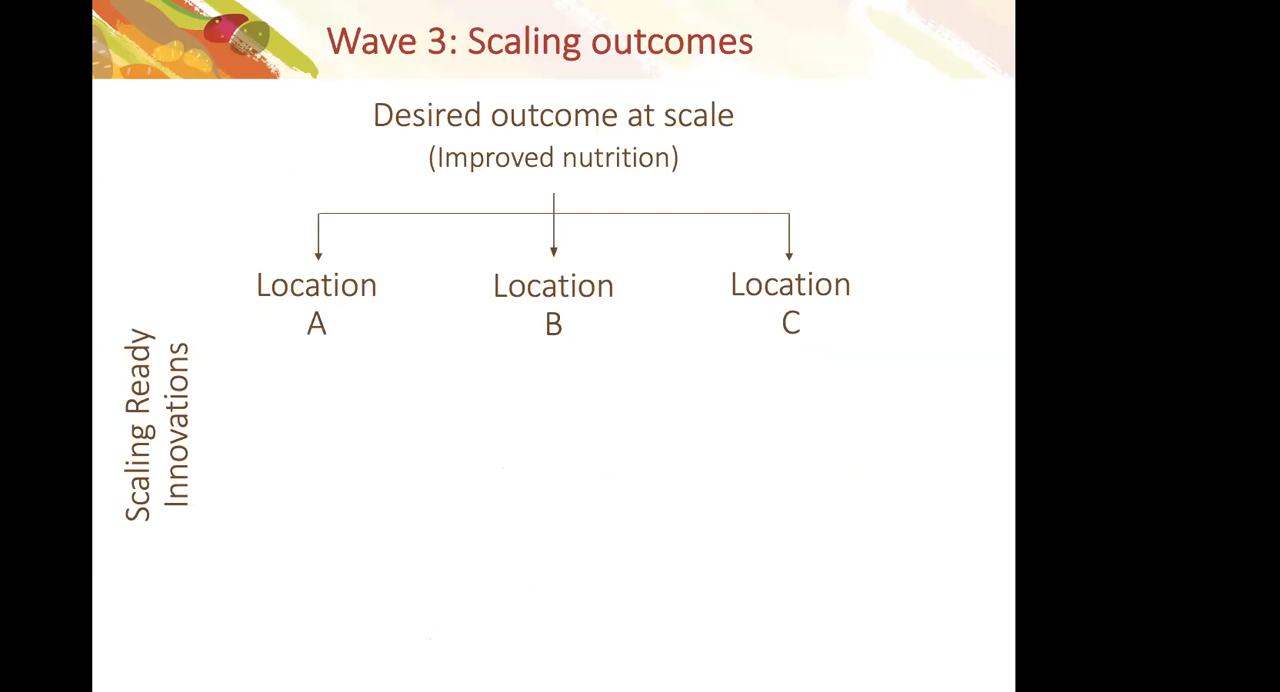 Wave 3: Scaling outcomes
Desired outcome at scale
(Improved nutrition)
Location
A
Location
B
Location
C
Scaling Ready
Innovations